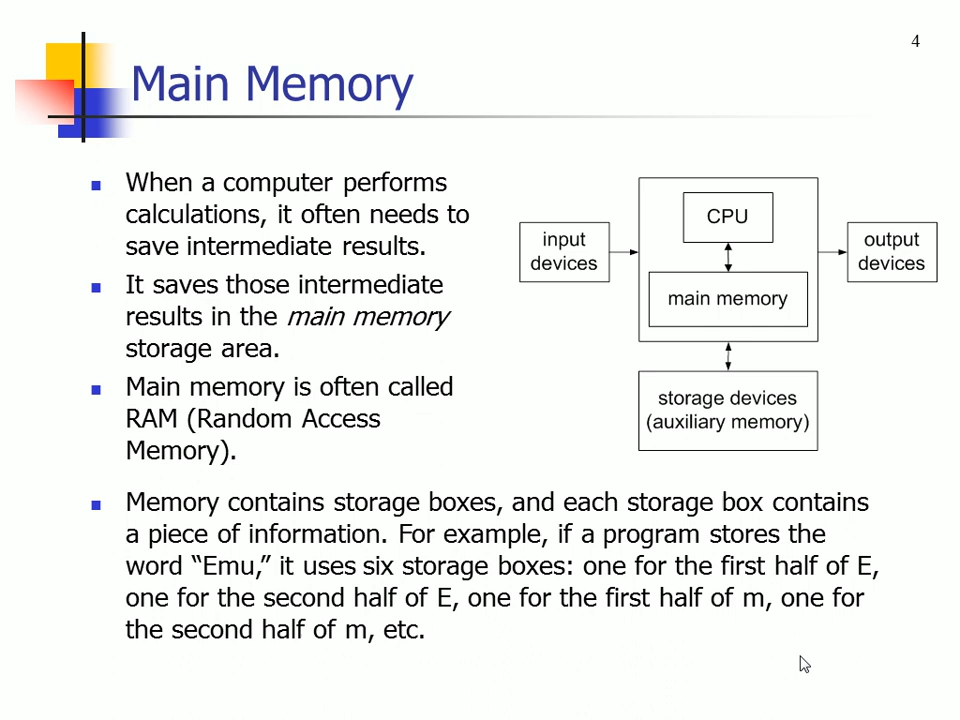 4
Main Memory
When a computer performs
calculations, it often needs to
save intermediate results.
It saves those intermediate
results in the main memory
storage area.
Main memory is often called
RAM (Random Access
Memory).
input
devices
CPU
main memory
output
devices
storage devices
(auxiliary memory)
Memory contains storage boxes, and each storage box contains
a piece of information. For example, if a program stores the
word “Emu,” it uses six storage boxes: one for the first half of E,
one for the second half of E, one for the first half of m, one for
the second half of m, etc.